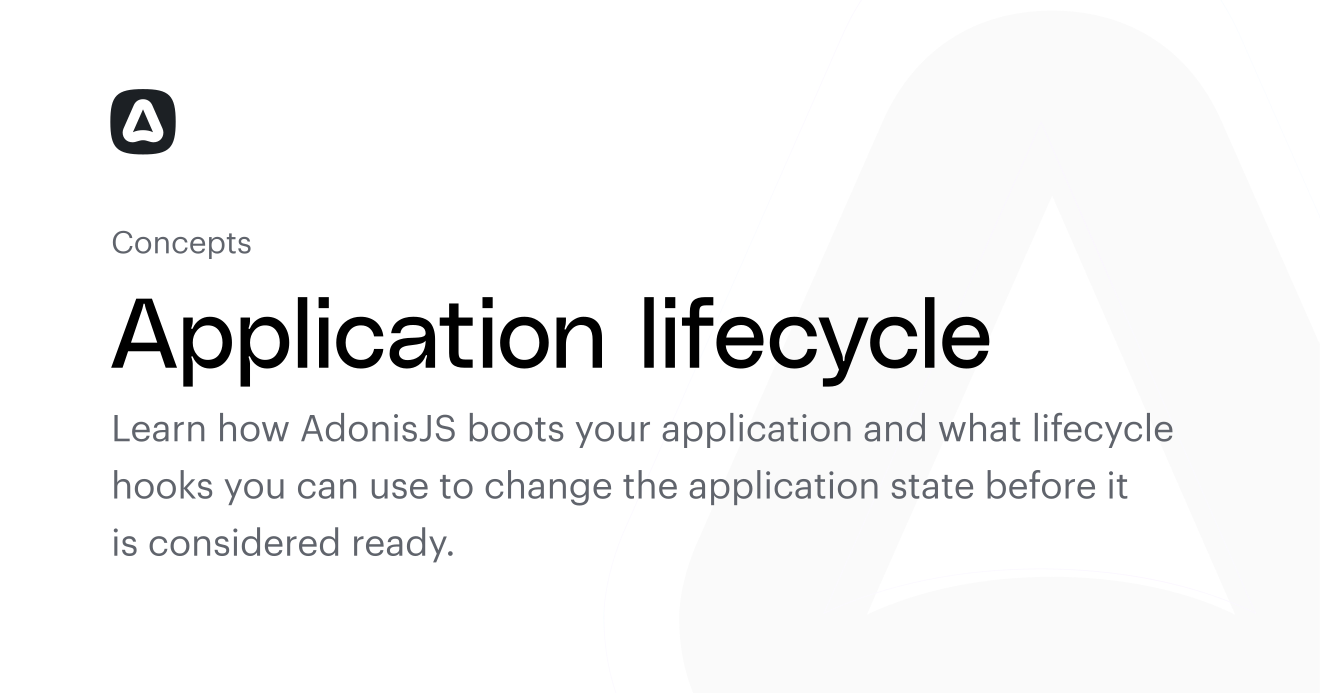 Concepts
Application lifecycle
Learn how AdonisJS boots your application and what lifecycle
hooks you can use to change the application state before it
is considered ready.